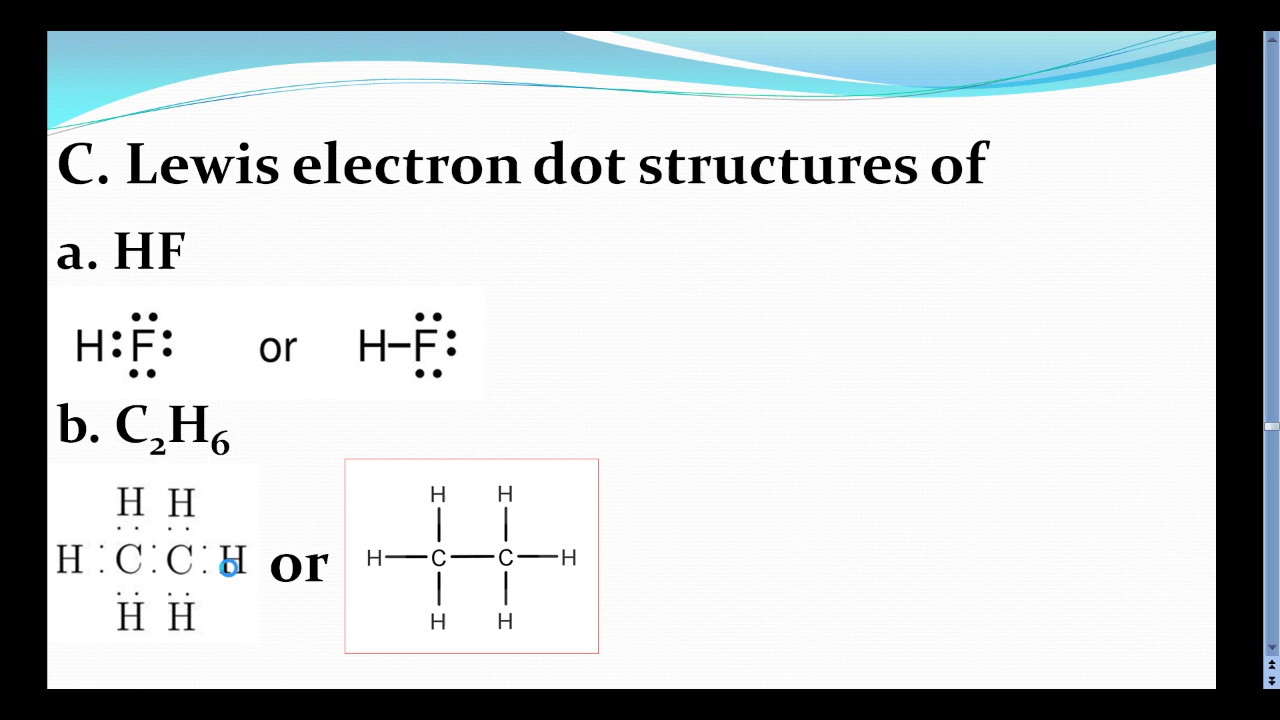 C. Lewis electron dot structures of
a. HF
H:F: or H–F:
b. C₂H₆
H H
H : C : C : H
H H
or
H H
H—C—C—H
H H